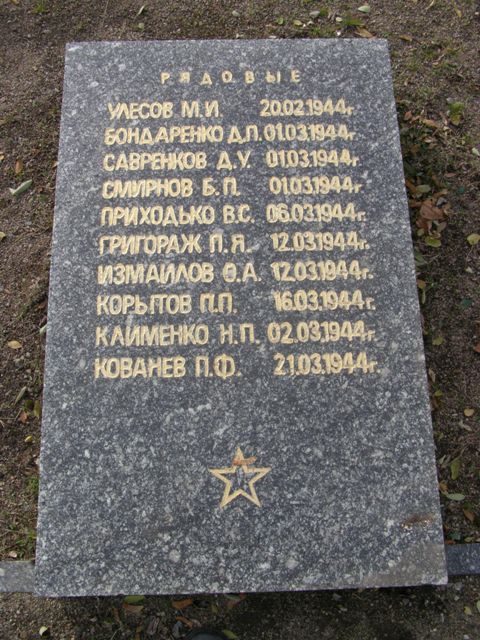 РЯДОВЫЕ
УЛЕСОВ М.И. 20.02.1944г.
БОНДАРЕНКО Д.П. 01.03.1944г.
САВРЕНКОВ Д.У. 01.03.1944г.
СМИРНОВ Б.П. 01.03.1944г.
ПРИХОДЬКО В.С. 06.03.1944г.
ГРИГОРАЖ П.Я. 12.03.1944г.
ИЗМАИЛОВ О.А. 12.03.1944г.
КОРЫТОВ П.П. 16.03.1944г.
КЛИМЕНКО Н.П. 02.03.1944г.
КОВАНЕВ П.Ф. 21.03.1944г.